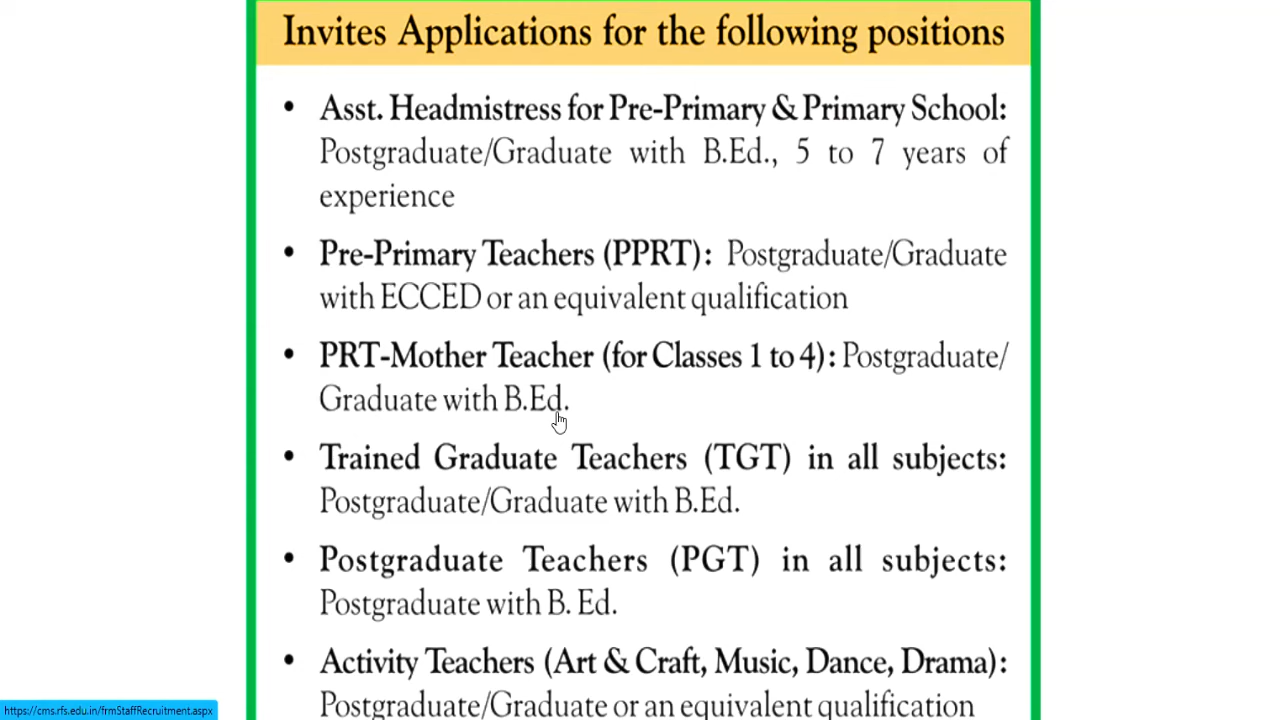 Invites Applications for the following positions
• Asst. Headmistress for Pre-Primary & Primary School:
Postgraduate/Graduate with B.Ed., 5 to 7 years of
experience
• Pre-Primary Teachers (PPRT): Postgraduate/Graduate
with ECCED or an equivalent qualification
• PRT-Mother Teacher (for Classes 1 to 4): Postgraduate/
Graduate with B.Ed.
• Trained Graduate Teachers (TGT) in all subjects:
Postgraduate/Graduate with B.Ed.
• Postgraduate Teachers (PGT) in all subjects:
Postgraduate with B. Ed.
• Activity Teachers (Art & Craft, Music, Dance, Drama):
Postgraduate/Graduate or an equivalent qualification
https://cms.rfs.edu.in/frmStaffRecruitment.aspx